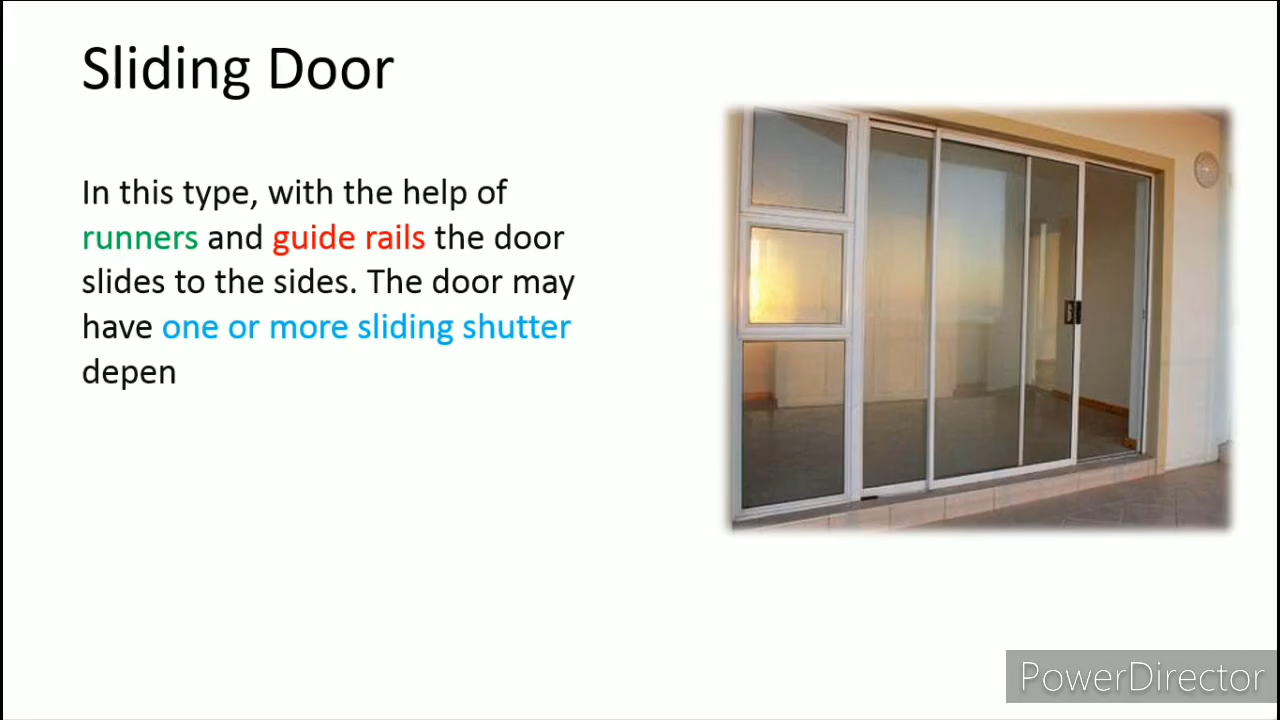 Sliding Door
In this type, with the help of
runners and guide rails the door
slides to the sides. The door may
have one or more sliding shutter
depen
PowerDirector